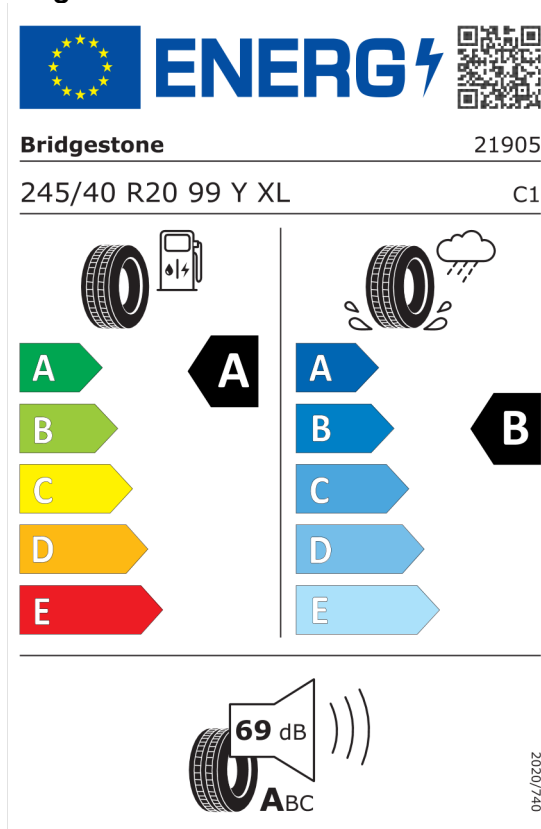 ENERG
Bridgestone 21905
245/40 R20 99 Y XL C1
A A A
B B B
C C
D D
E E
69 dB
ABC
2020/740